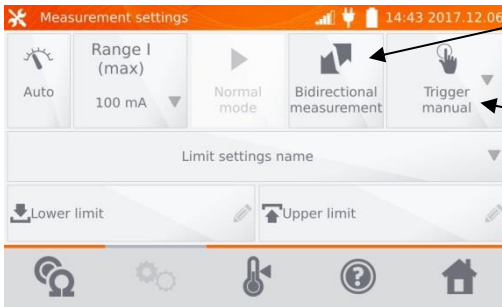 Measurement settings
14:43 2017.12.06
Auto
Range I
(max)
100 mA
Normal
mode
Bidirectional
measurement
Trigger
manual
Limit settings name
Lower limit
Upper limit